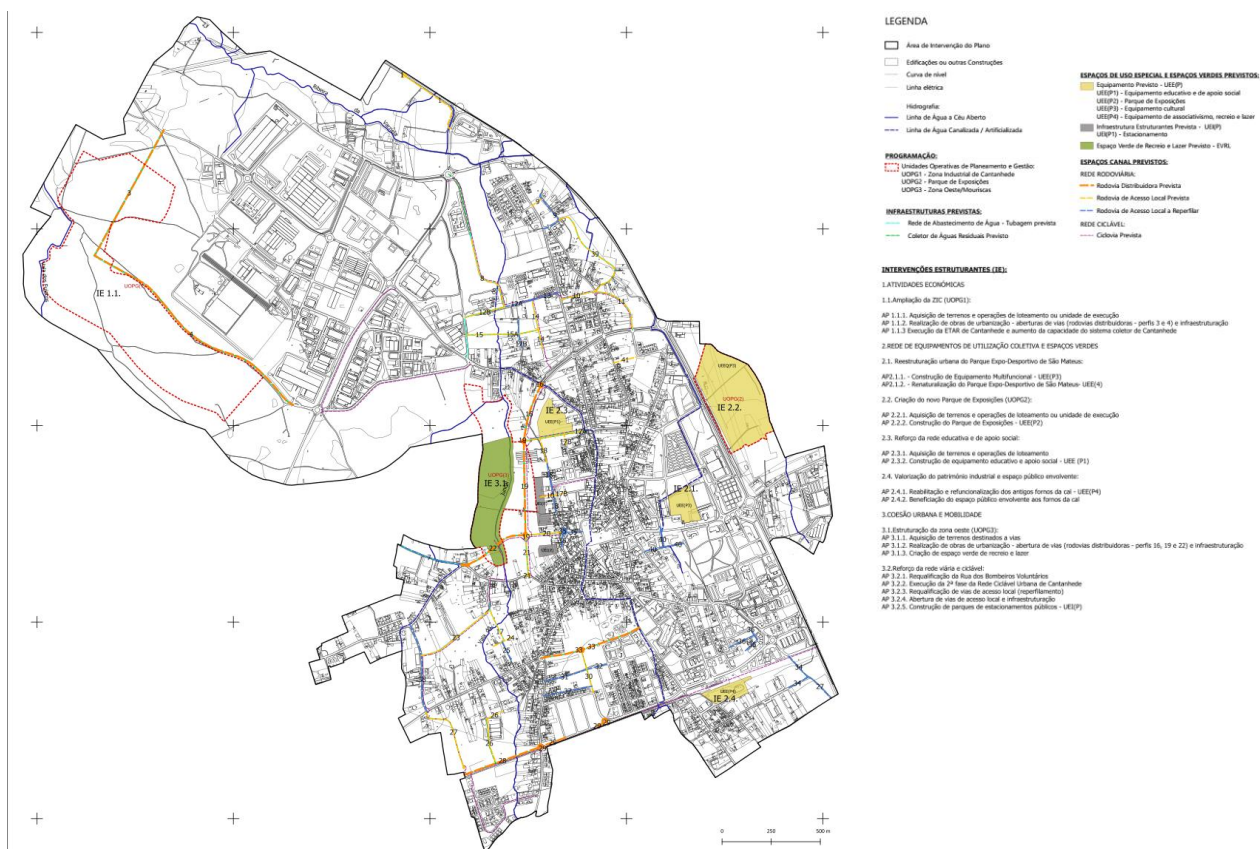 LEGENDA
Área de Intervenção do Plano
Edificações ou outras Construções
Curva de nível
Linha elétrica
Hidrografia:
Linha de Água a Céu Aberto
Linha de Água Canalizada / Artificializada
PROGRAMAÇÃO:
Unidades Operativas de Planeamento e Gestão:
UOPG1 - Zona Industrial de Cantanhede
UOPG2 - Parque de Exposições
UOPG3 - Zona Oeste/Mouriscas
INFRAESTRUTURAS PREVISTAS:
Rede de Abastecimento de Água - Tubagem prevista
Coletor de Águas Residuais Previsto
ESPAÇOS DE USO ESPECIAL E ESPAÇOS VERDES PREVISTOS:
Equipamento Previsto - UEE(P)
UEE(P1) - Equipamento educativo e de apoio social
UEE(P2) - Parque de Exposições
UEE(P3) - Equipamento cultural
UEE(P4) - Equipamento de associativismo, recreio e lazer
Infraestrutura Estruturantes Prevista - UEI(P)
UEI(P1) - Estacionamento
Espaço Verde de Recreio e Lazer Previsto - EVRL
ESPAÇOS CANAL PREVISTOS:
REDE RODOVIÁRIA:
Rodovia Distribuidora Prevista
Rodovia de Acesso Local Prevista
Rodovia de Acesso Local a Reperfilar
REDE CICLÁVEL:
Ciclovia Prevista
INTERVENÇÕES ESTRUTURANTES (IE):
1.ATIVIDADES ECONÓMICAS
1.1.Ampliação da ZIC (UOPG1):
AP 1.1.1. Aquisição de terrenos e operações de loteamento ou unidade de execução
AP 1.1.2. Realização de obras de urbanização - aberturas de vias (rodovias distribuidoras - perfis 3 e 4) e infraestruturação
AP 1.1.3 Execução da ETAR de Cantanhede e aumento da capacidade do sistema coletor de Cantanhede
2.REDE DE EQUIPAMENTOS DE UTILIZAÇÃO COLETIVA E ESPAÇOS VERDES
2.1. Reestruturação urbana do Parque Expo-Desportivo de São Mateus:
AP2.1.1. - Construção de Equipamento Multifuncional - UEE(P3)
AP2.1.2. - Renaturalização do Parque Expo-Desportivo de São Mateus- UEE(4)
2.2. Criação do novo Parque de Exposições (UOPG2):
AP 2.2.1. Aquisição de terrenos e operações de loteamento ou unidade de execução
AP 2.2.2. Construção do Parque de Exposições - UEE(P2)
2.3. Reforço da rede educativa e de apoio social:
AP 2.3.1. Aquisição de terrenos e operações de loteamento
AP 2.3.2. Construção de equipamento educativo e apoio social - UEE (P1)
2.4. Valorização do património industrial e espaço público envolvente:
AP 2.4.1. Reabilitação e refuncionalização dos antigos fornos da cal - UEE(P4)
AP 2.4.2. Beneficiação do espaço público envolvente aos fornos da cal
3.COESÃO URBANA E MOBILIDADE
3.1.Estruturação da zona oeste (UOPG3):
AP 3.1.1. Aquisição de terrenos destinados a vias
AP 3.1.2. Realização de obras de urbanização - abertura de vias (rodovias distribuidoras - perfis 16, 19 e 22) e infraestruturação
AP 3.1.3. Criação de espaço verde de recreio e lazer
3.2.Reforço da rede viária e ciclável:
AP 3.2.1. Requalificação da Rua dos Bombeiros Voluntários
AP 3.2.2. Execução da 2ª fase da Rede Ciclável Urbana de Cantanhede
AP 3.2.3. Requalificação de vias de acesso local (reperfilamento)
AP 3.2.4. Abertura de vias de acesso local e infraestruturação
AP 3.2.5. Construção de parques de estacionamentos públicos - UEI(P)
IE 1.1.
IE 2.3
UEE(P1)
UOPG(2)
IE 2.2.
UOPG(3)
IE 3.1.
IE 2.1.
UEE(P3)
UEE(P4)
IE 2.4.
0 250 500 m